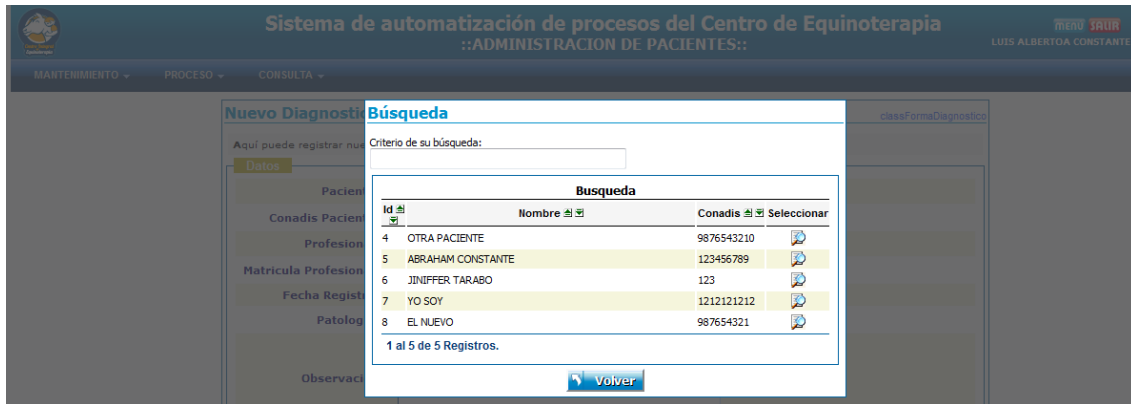 Sistema de automatización de procesos del Centro de Equinoterapia
::ADMINISTRACION DE PACIENTES::
MENU SALIR
LUIS ALBERTOA CONSTANTE
MANTENIMIENTO PROCESO CONSULTA
Nuevo Diagnostic
classFormaDiagnostico
Búsqueda
Aquí puede registrar nue
Criterio de su búsqueda:
Datos
Pacient
Conadis Pacient
Profesion
Matricula Profesion
Fecha Regist
Patolog
Observaci
Busqueda
Id Nombre Conadis Seleccionar
4 OTRA PACIENTE 9876543210
5 ABRAHAM CONSTANTE 123456789
6 JINIFFER TARABO 123
7 YO SOY 1212121212
8 EL NUEVO 987654321
1 al 5 de 5 Registros.
Volver